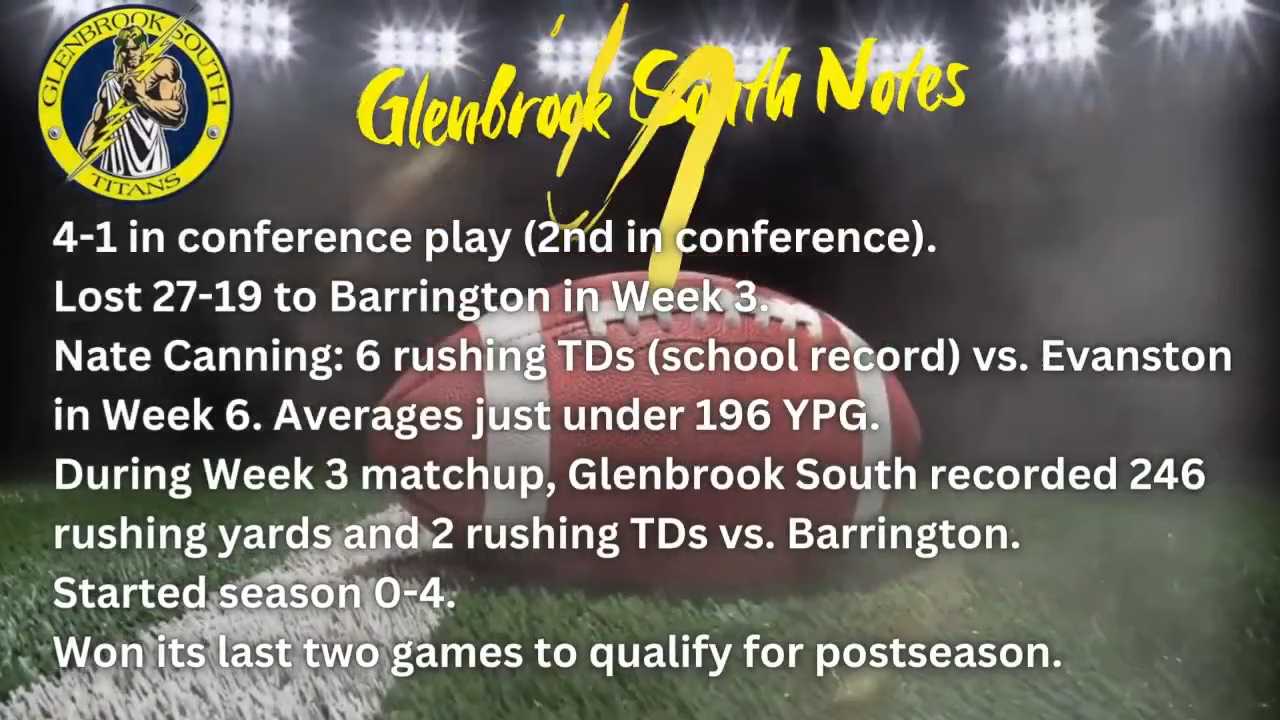 GLENBROOK SOUTH
TITANS
Glenbrook South Notes
4-1 in conference play (2nd in conference).
Lost 27-19 to Barrington in Week 3.
Nate Canning: 6 rushing TDs (school record) vs. Evanston
in Week 6. Averages just under 196 YPG.
During Week 3 matchup, Glenbrook South recorded 246
rushing yards and 2 rushing TDs vs. Barrington.
Started season 0-4.
Won its last two games to qualify for postseason.